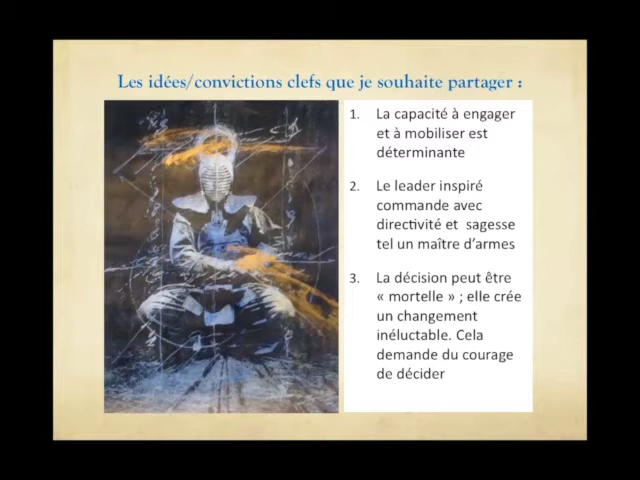 Les idées/convictions clefs que je souhaite partager :
1. La capacité à engager
et à mobiliser est
déterminante
2. Le leader inspiré
commande avec
directivité et sagesse
tel un maître d'armes
3. La décision peut être
« mortelle » ; elle crée
un changement
inéluctable. Cela
demande du courage
de décider